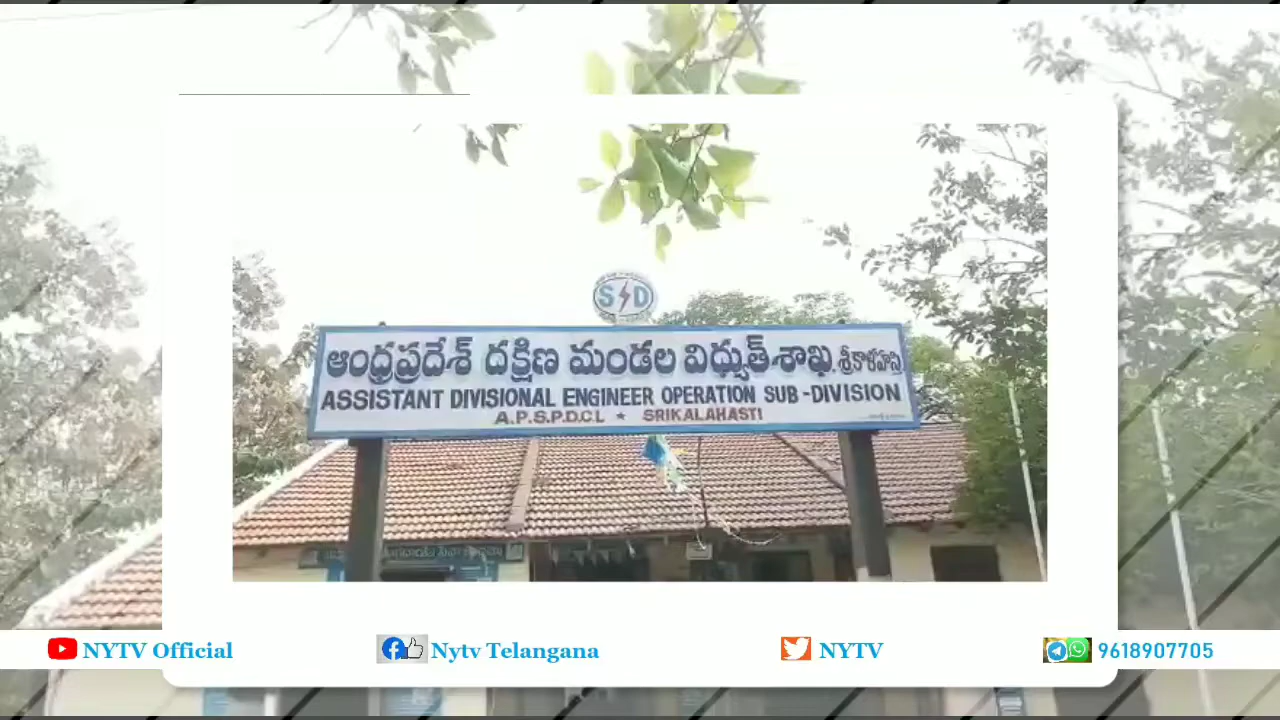 S D
ఆంధ్రప్రదేశ్ దక్షిణ మండల విద్యుత్ శాఖ. శ్రీకాళహస్తి.
ASSISTANT DIVISIONAL ENGINEER OPERATION SUB-DIVISION
A.P.S.P.D.C.L ★ SRIKALAHASTI
NYTV Official
Nytv Telangana
NYTV
9618907705